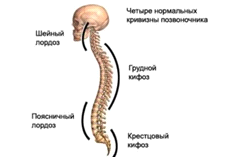 Четыре нормальных
кривизны позвоночника
Шейный
лордоз
Грудной
кифоз
Поясничный
лордоз
Крестцовый
кифоз